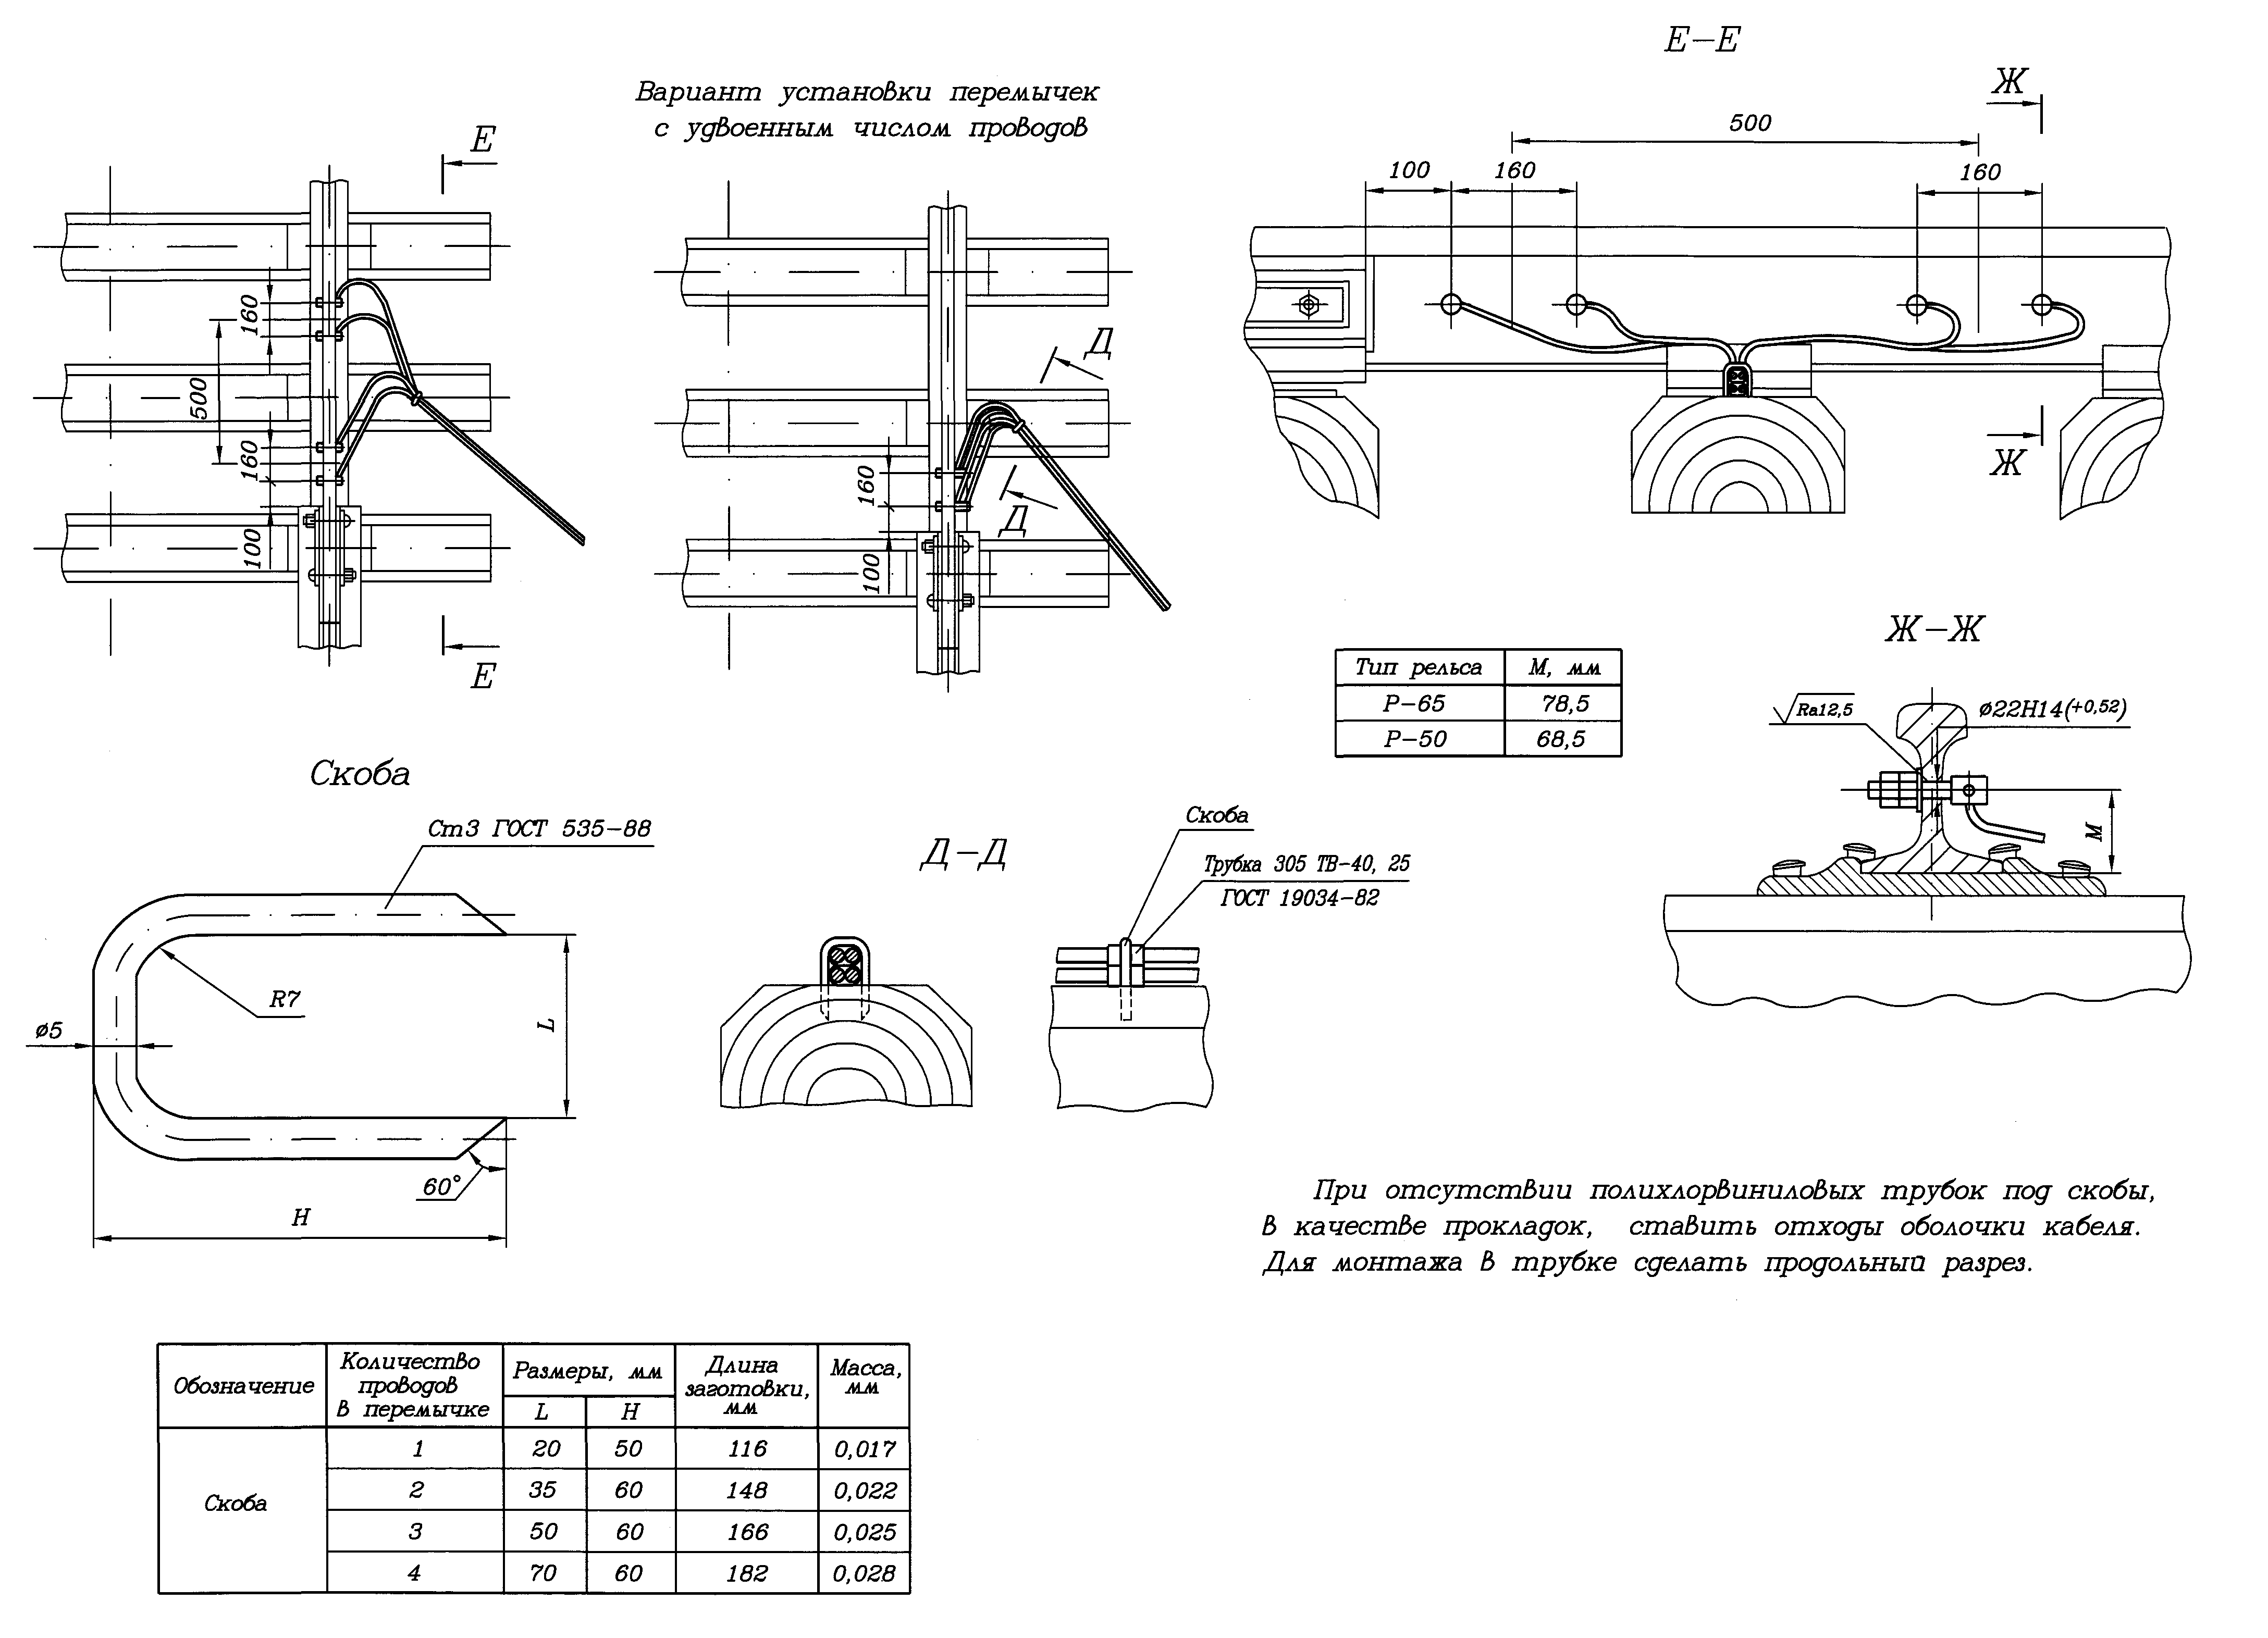 Вариант установки перемычек
с удвоенным числом проводов
Е
160
500
160
100
Е
Д
Д
160
100
Е–Е
Ж
500
100
160
160
Ж
Тип рельса
М, мм
Р–65
78,5
Р–50
68,5
Ж–Ж
Ra12,5
ø22H14(+0,52)
М
Скоба
Ст3 ГОСТ 535–88
R7
ø5
L
60°
Н
Д–Д
Скоба
Трубка 305 ТВ–40, 25
ГОСТ 19034–82
При отсутствии полихлорвиниловых трубок под скобы,
в качестве прокладок, ставить отходы оболочки кабеля.
Для монтажа в трубке сделать продольный разрез.
Обозначение
Количество
проводов
в перемычке
Размеры, мм
L
Н
Длина
заготовки,
мм
Масса,
мм
Скоба
1
20
50
116
0,017
2
35
60
148
0,022
3
50
60
166
0,025
4
70
60
182
0,028